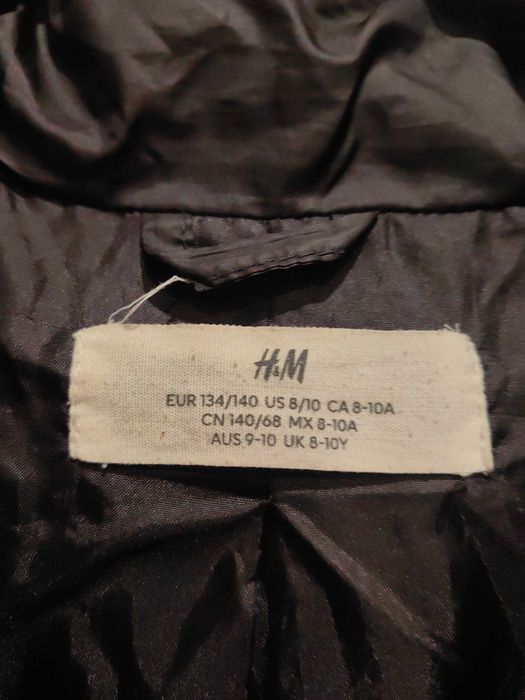 H&M
EUR 134/140 US 8/10 CA 8-10A
CN 140/68 MX 8-10A
AUS 9-10 UK 8-10Y